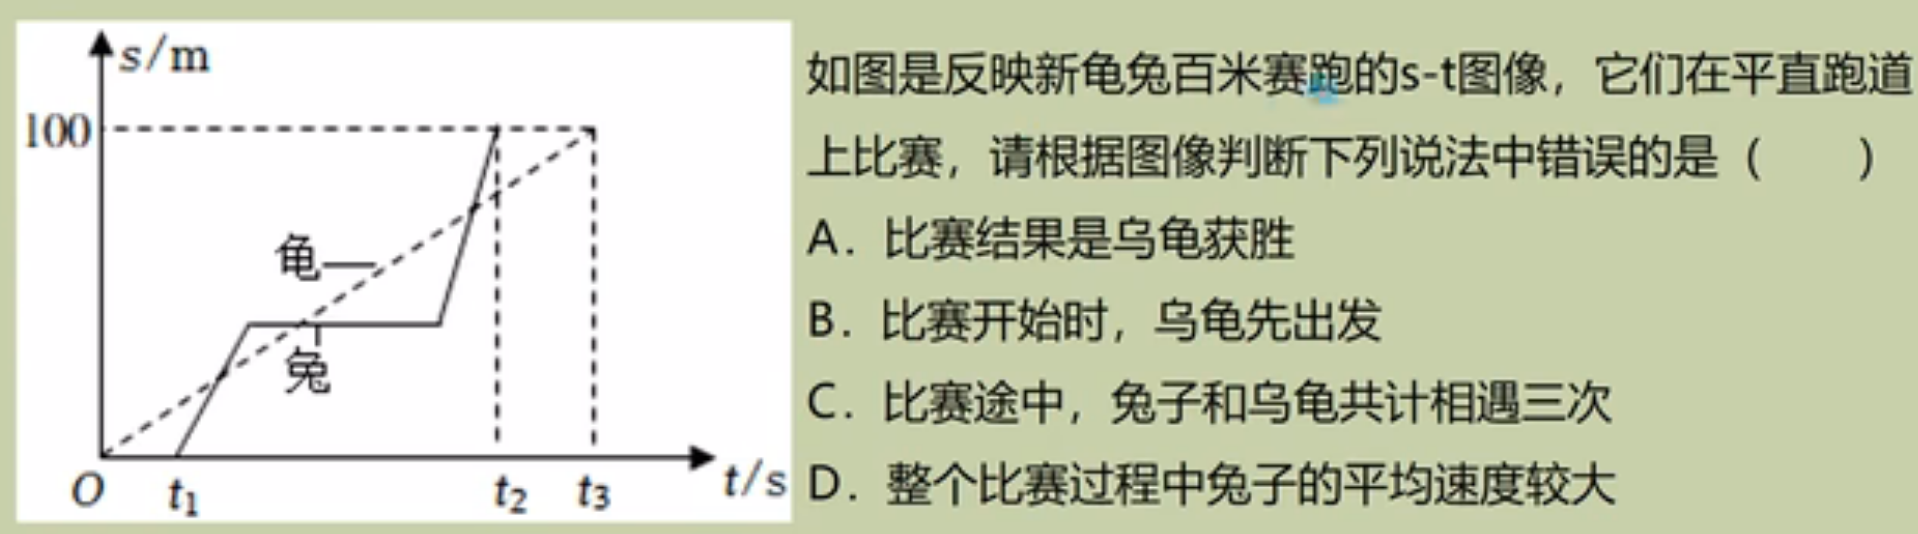 s/m
100
龟
兔
O
t₁
t₂
t₃
t/s
如图是反映新龟兔百米赛跑的s-t图像，它们在平直跑道
上比赛，请根据图像判断下列说法中错误的是（ ）
A．比赛结果是乌龟获胜
B．比赛开始时，乌龟先出发
C．比赛途中，兔子和乌龟共计相遇三次
D．整个比赛过程中兔子的平均速度较大